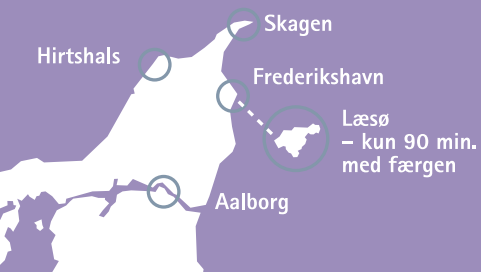 Skagen
Hirtshals
Frederikshavn
Læsø
– kun 90 min.
med færgen
Aalborg